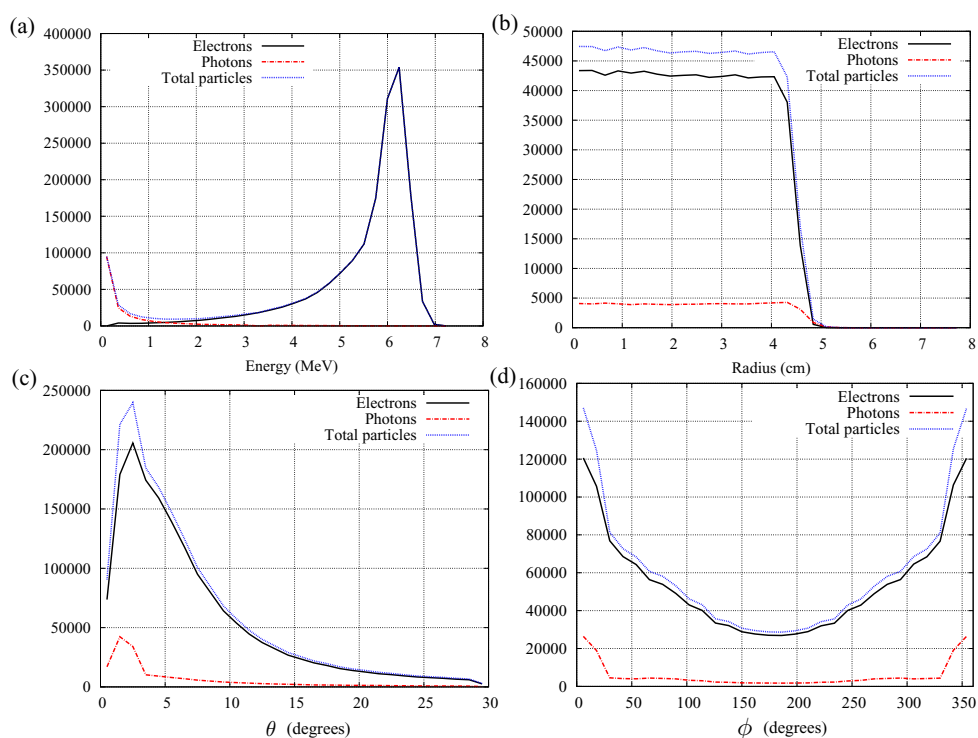 (a)
400000
350000
300000
250000
200000
150000
100000
50000
0
Electrons
Photons
Total particles
0 1 2 3 4 5 6 7 8
Energy (MeV)
(b)
50000
45000
40000
35000
30000
25000
20000
15000
10000
5000
0
Electrons
Photons
Total particles
0 1 2 3 4 5 6 7 8
Radius (cm)
(c)
250000
200000
150000
100000
50000
0
Electrons
Photons
Total particles
0 5 10 15 20 25 30
θ (degrees)
(d)
160000
140000
120000
100000
80000
60000
40000
20000
0
Electrons
Photons
Total particles
0 50 100 150 200 250 300 350
ϕ (degrees)